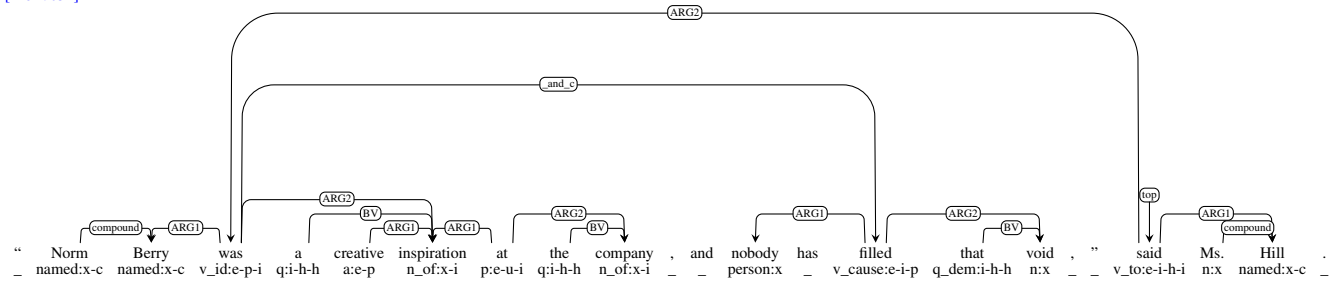 ARG2
_and_c
ARG2 top
BV ARG2 ARG1 ARG2 ARG1
compound ARG1 ARG1 ARG1 BV BV compound
“ Norm Berry was a creative inspiration at the company , and nobody has filled that void , ” said Ms. Hill .
_ named:x-c named:x-c v_id:e-p-i q:i-h-h a:e-p n_of:x-i p:e-u-i q:i-h-h n_of:x-i _ _ person:x _ v_cause:e-i-p q_dem:i-h-h n:x _ _ v_to:e-i-h-i n:x named:x-c _